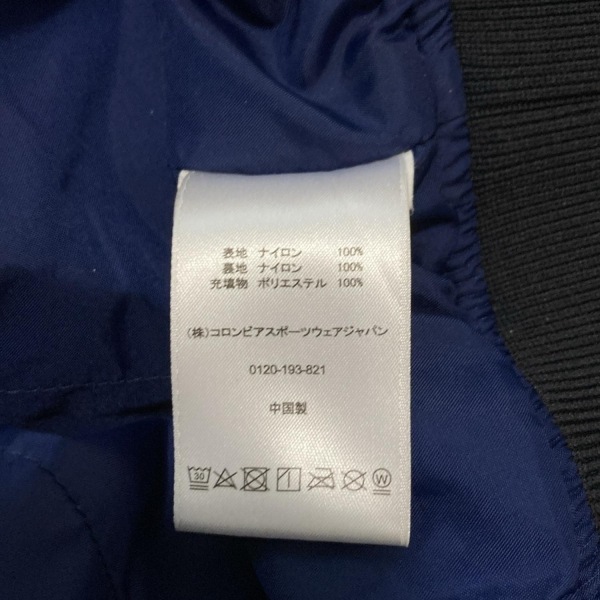 表地 ナイロン 100%
裏地 ナイロン 100%
充填物 ポリエステル 100%
(株)コロンビアスポーツウェアジャパン
0120-193-821
中国製
30 W